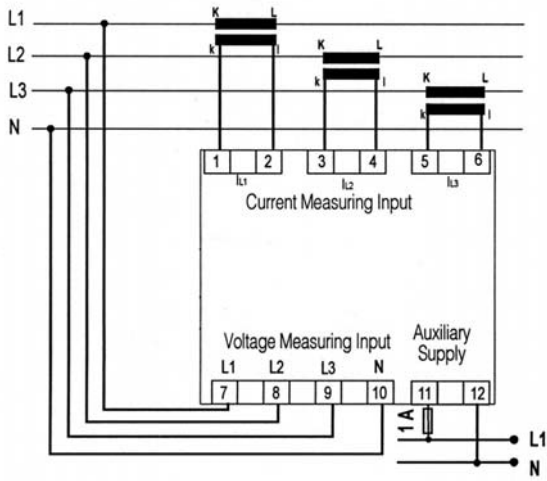 L1
K L
k l
L2
K L
k l
L3
K L
k l
N
1 2 3 4 5 6
IL1 IL2 IL3
Current Measuring Input
Voltage Measuring Input
Auxiliary
Supply
L1 L2 L3 N
7 8 9 10 11 12
1 A
L1
N